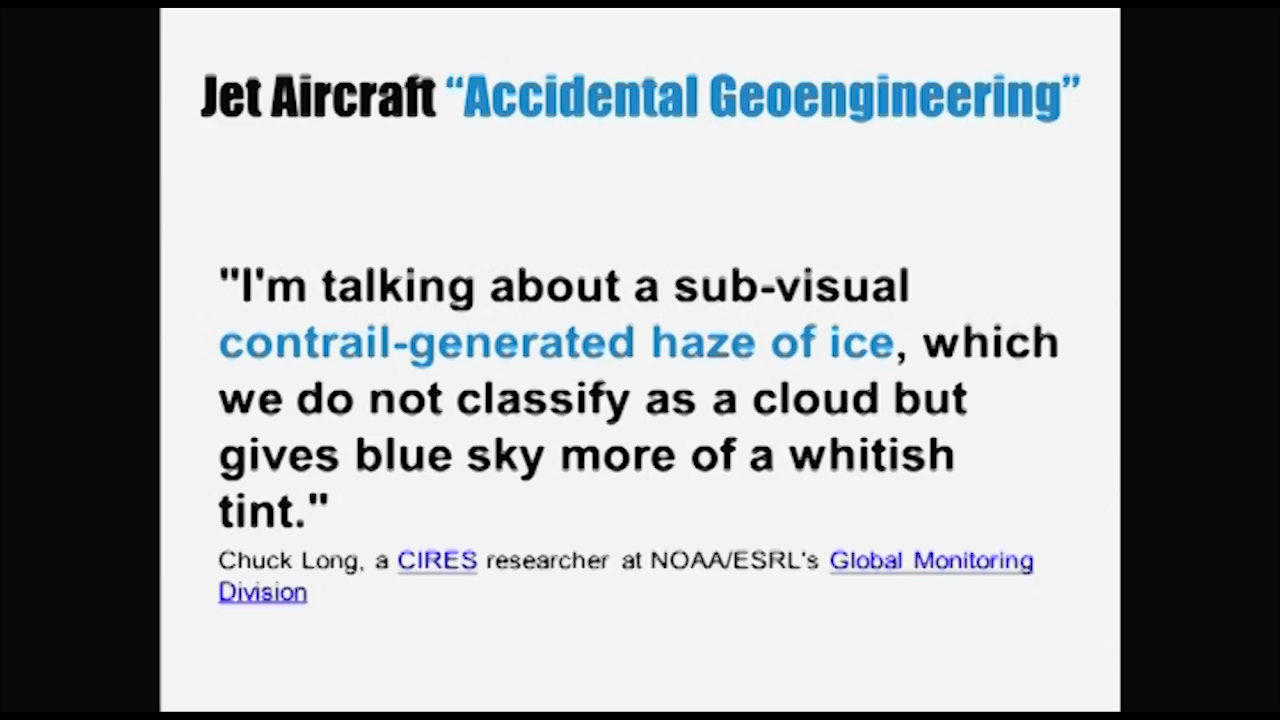 Jet Aircraft “Accidental Geoengineering”
"I'm talking about a sub-visual
contrail-generated haze of ice, which
we do not classify as a cloud but
gives blue sky more of a whitish
tint."
Chuck Long, a CIRES researcher at NOAA/ESRL's Global Monitoring
Division